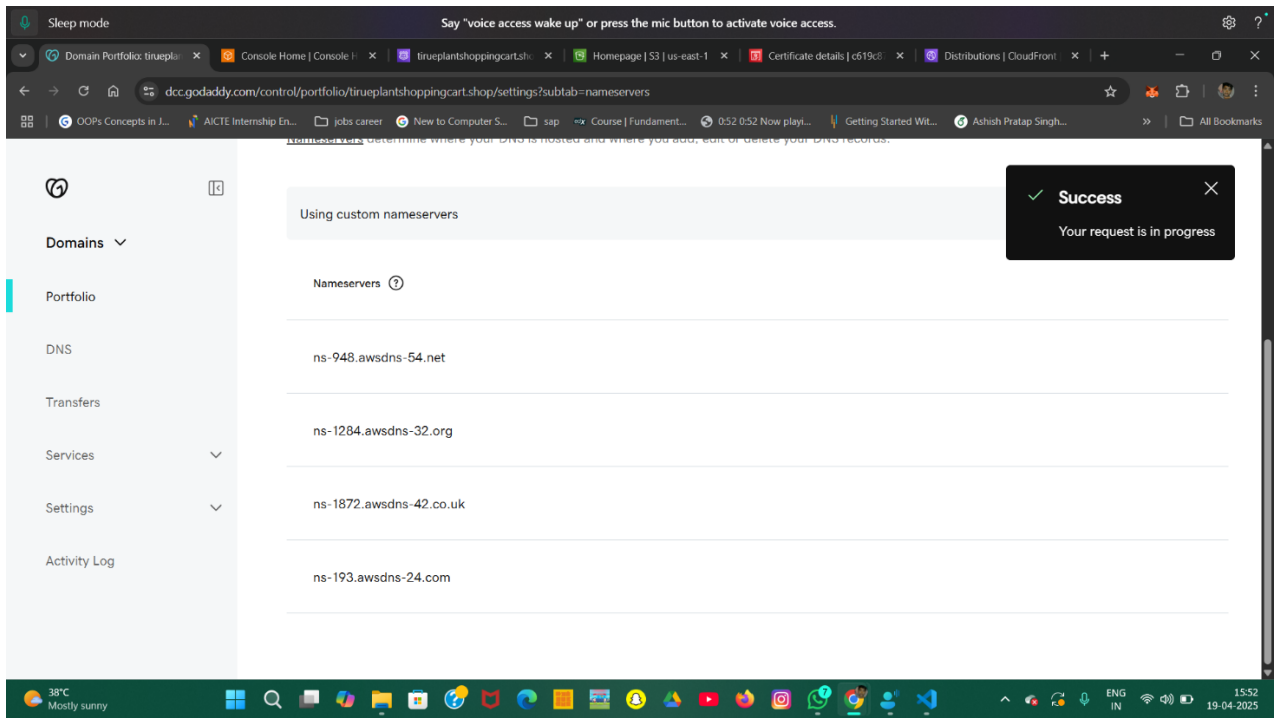 Sleep mode
Say "voice access wake up" or press the mic button to activate voice access.
Domain Portfolio: tirueplan
Console Home | Console H
tirueplantshoppingcart.sho
Homepage | S3 | us-east-1
Certificate details | c619c8
Distributions | CloudFront
dcc.godaddy.com/control/portfolio/tirueplantshoppingcart.shop/settings?subtab=nameservers
OOPs Concepts in J...
AICTE Internship En...
jobs career
New to Computer S...
sap
Course | Fundament...
0:52 0:52 Now playi...
Getting Started Wit...
Ashish Pratap Singh...
All Bookmarks
Nameservers determine where your DNS is hosted and where you add, edit or delete your DNS records.
Success
Your request is in progress
Using custom nameservers
Domains
Portfolio
DNS
Transfers
Services
Settings
Activity Log
Nameservers
ns-948.awsdns-54.net
ns-1284.awsdns-32.org
ns-1872.awsdns-42.co.uk
ns-193.awsdns-24.com
38°C
Mostly sunny
ENG
IN
15:52
19-04-2025